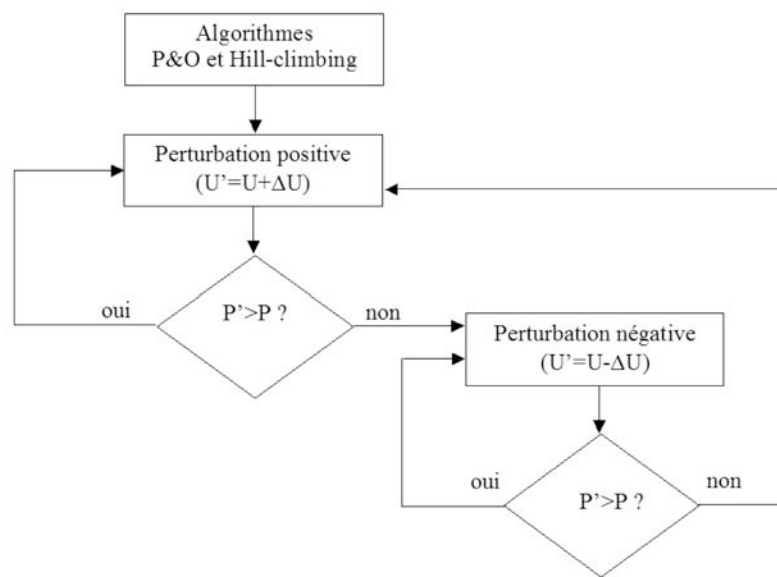 Algorithmes
P&O et Hill-climbing
Perturbation positive
(U’=U+ΔU)
oui
P’>P ?
non
Perturbation négative
(U’=U-ΔU)
oui
P’>P ?
non